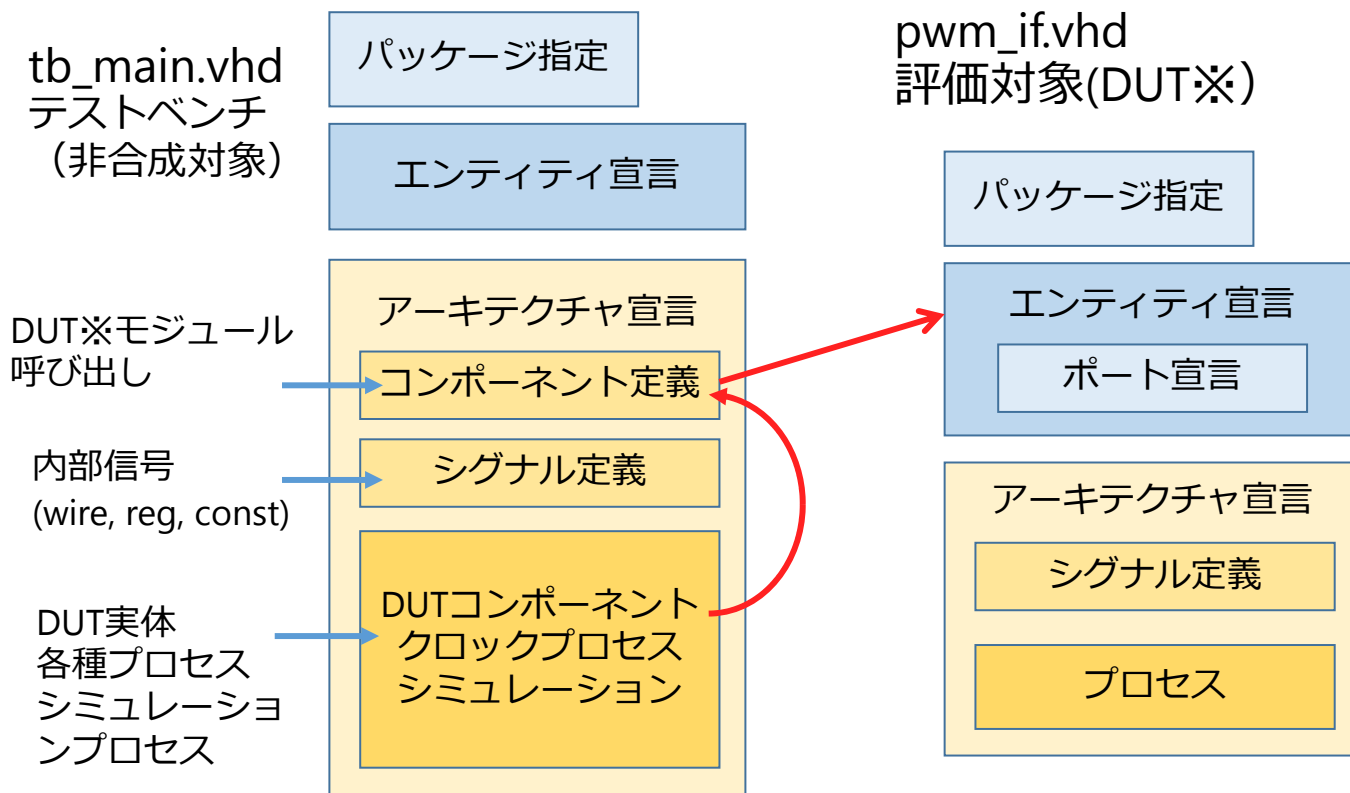 tb_main.vhd
テストベンチ
（非合成対象）
パッケージ指定
エンティティ宣言
アーキテクチャ宣言
DUT※モジュール
呼び出し
コンポーネント定義
内部信号
(wire, reg, const)
シグナル定義
DUT実体
各種プロセス
シミュレーショ
ンプロセス
DUTコンポーネント
クロックプロセス
シミュレーション
pwm_if.vhd
評価対象(DUT※）
パッケージ指定
エンティティ宣言
ポート宣言
アーキテクチャ宣言
シグナル定義
プロセス